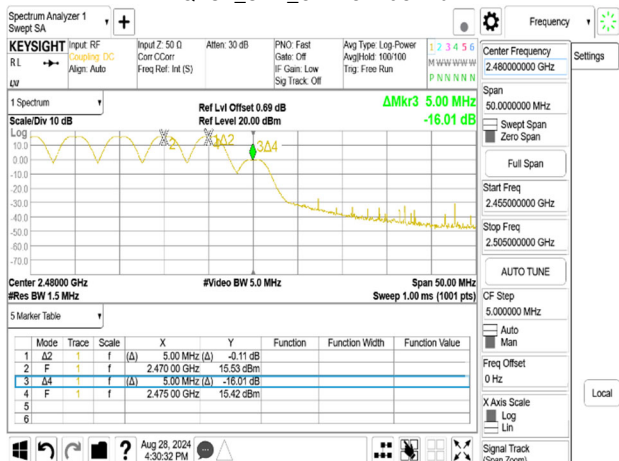 Spectrum Analyzer 1
Swept SA
+
Frequency
KEYSIGHT
RL
Input: RF
Coupling: DC
Align: Auto
Input Z: 50 Ω
Corr CCorr
Freq Ref: Int (S)
Atten: 30 dB
PNO: Fast
Gate: Off
IF Gain: Low
Sig Track: Off
Avg Type: Log-Power
Avg|Hold: 100/100
Trig: Free Run
1 2 3 4 5 6
M W W W W W
P N N N N N
1 Spectrum
Scale/Div 10 dB
Ref Lvl Offset 0.69 dB
Ref Level 20.00 dBm
ΔMkr3 5.00 MHz
-16.01 dB
Log
10.0
0.00
-10.0
-20.0
-30.0
-40.0
-50.0
-60.0
-70.0
2
1Δ2
3Δ4
Center 2.48000 GHz
#Video BW 5.0 MHz
Span 50.00 MHz
#Res BW 1.5 MHz
Sweep 1.00 ms (1001 pts)
5 Marker Table
Mode Trace Scale X Y Function Function Width Function Value
1 Δ2 1 f (Δ) 5.00 MHz (Δ) -0.11 dB
2 F 1 f 2.470 00 GHz 15.53 dBm
3 Δ4 1 f (Δ) 5.00 MHz (Δ) -16.01 dB
4 F 1 f 2.475 00 GHz 15.42 dBm
5
6
Aug 28, 2024
4:30:32 PM
Center Frequency
2.480000000 GHz
Settings
Span
50.0000000 MHz
Swept Span
Zero Span
Full Span
Start Freq
2.455000000 GHz
Stop Freq
2.505000000 GHz
AUTO TUNE
CF Step
5.000000 MHz
Auto
Man
Freq Offset
0 Hz
X Axis Scale
Log
Lin
Local
Signal Track
(Span Zoom)